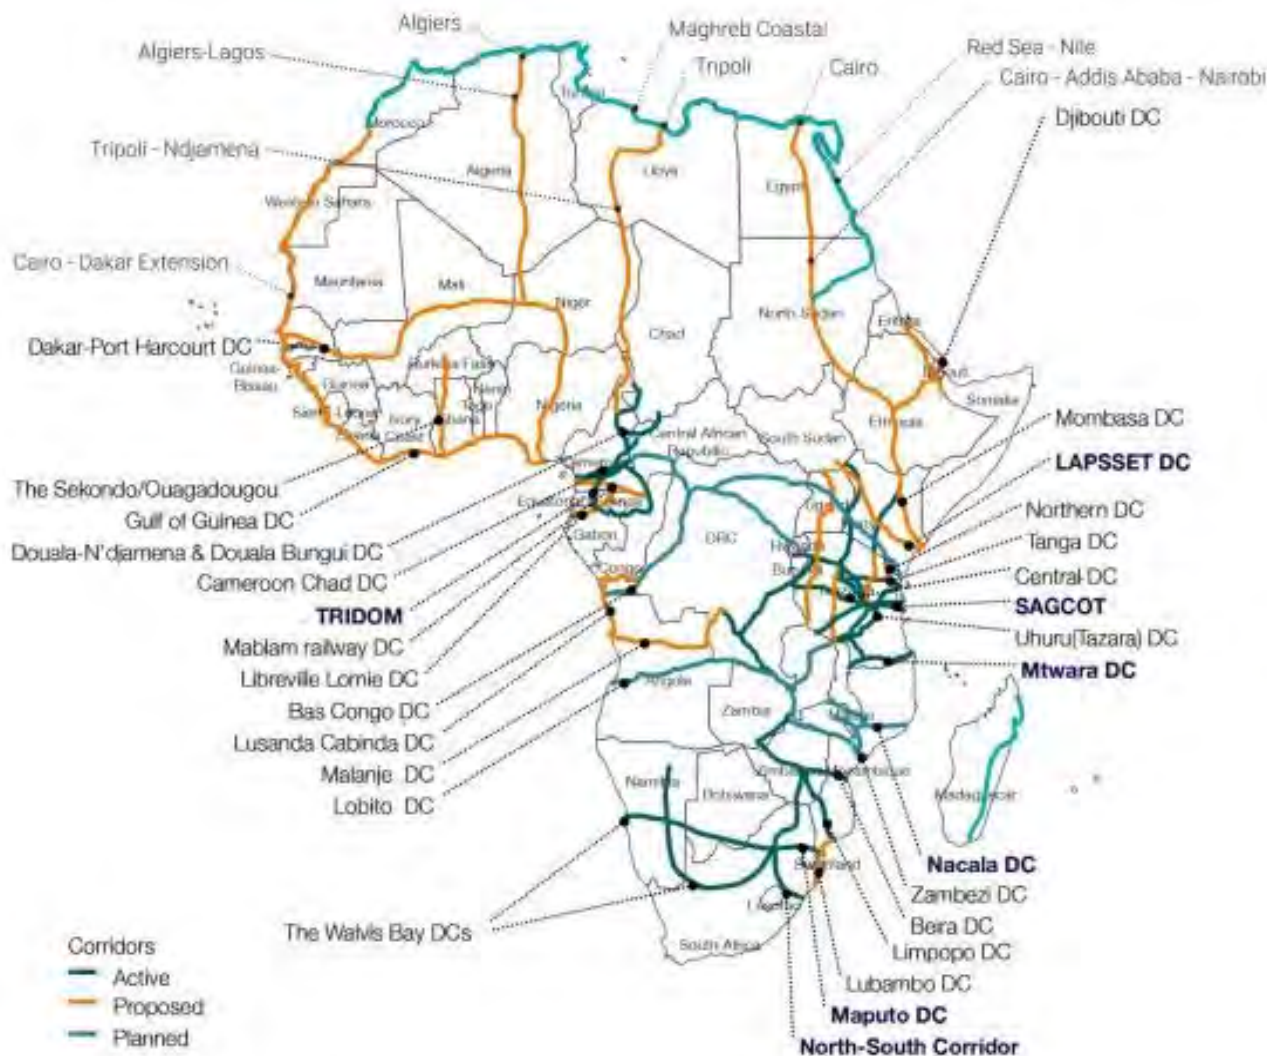 Algiers
Maghreb Coastal
Red Sea - Nile
Algiers-Lagos
Tripoli
Cairo
Cairo - Addis Ababa - Nairobi
Djibouti DC
Tripoli - Ndjamena
Algeria
Egypt
Western Sahara
Cairo - Dakar Extension
Mauritania
Mali
Niger
Chad
North Sudan
Eritrea
Dakar-Port Harcourt DC
Guinea-
Bissau
Burkina Faso
Guinea
Nigeria
Somalia
Mombasa DC
Ethiopia
Central African
Republic
South Sudan
LAPSSET DC
The Sekondo/Ouagadougou
Gulf of Guinea DC
Northern DC
Gabon
DRC
Tanga DC
Douala-N'djamena & Douala Bungui DC
Cameroon Chad DC
Congo
Central DC
TRIDOM
SAGCOT
Uhuru(Tazara) DC
Mablam railway DC
Libreville Lomie DC
Mtwara DC
Bas Congo DC
Angola
Zambia
Lusanda Cabinda DC
Malanje DC
Namibia
Botswana
Madagascar
Lobito DC
Swaziland
Nacala DC
Zambezi DC
Beira DC
The Walvis Bay DCs
South Africa
Limpopo DC
Lubambo DC
Maputo DC
North-South Corridor
Corridors
Active
Proposed
Planned